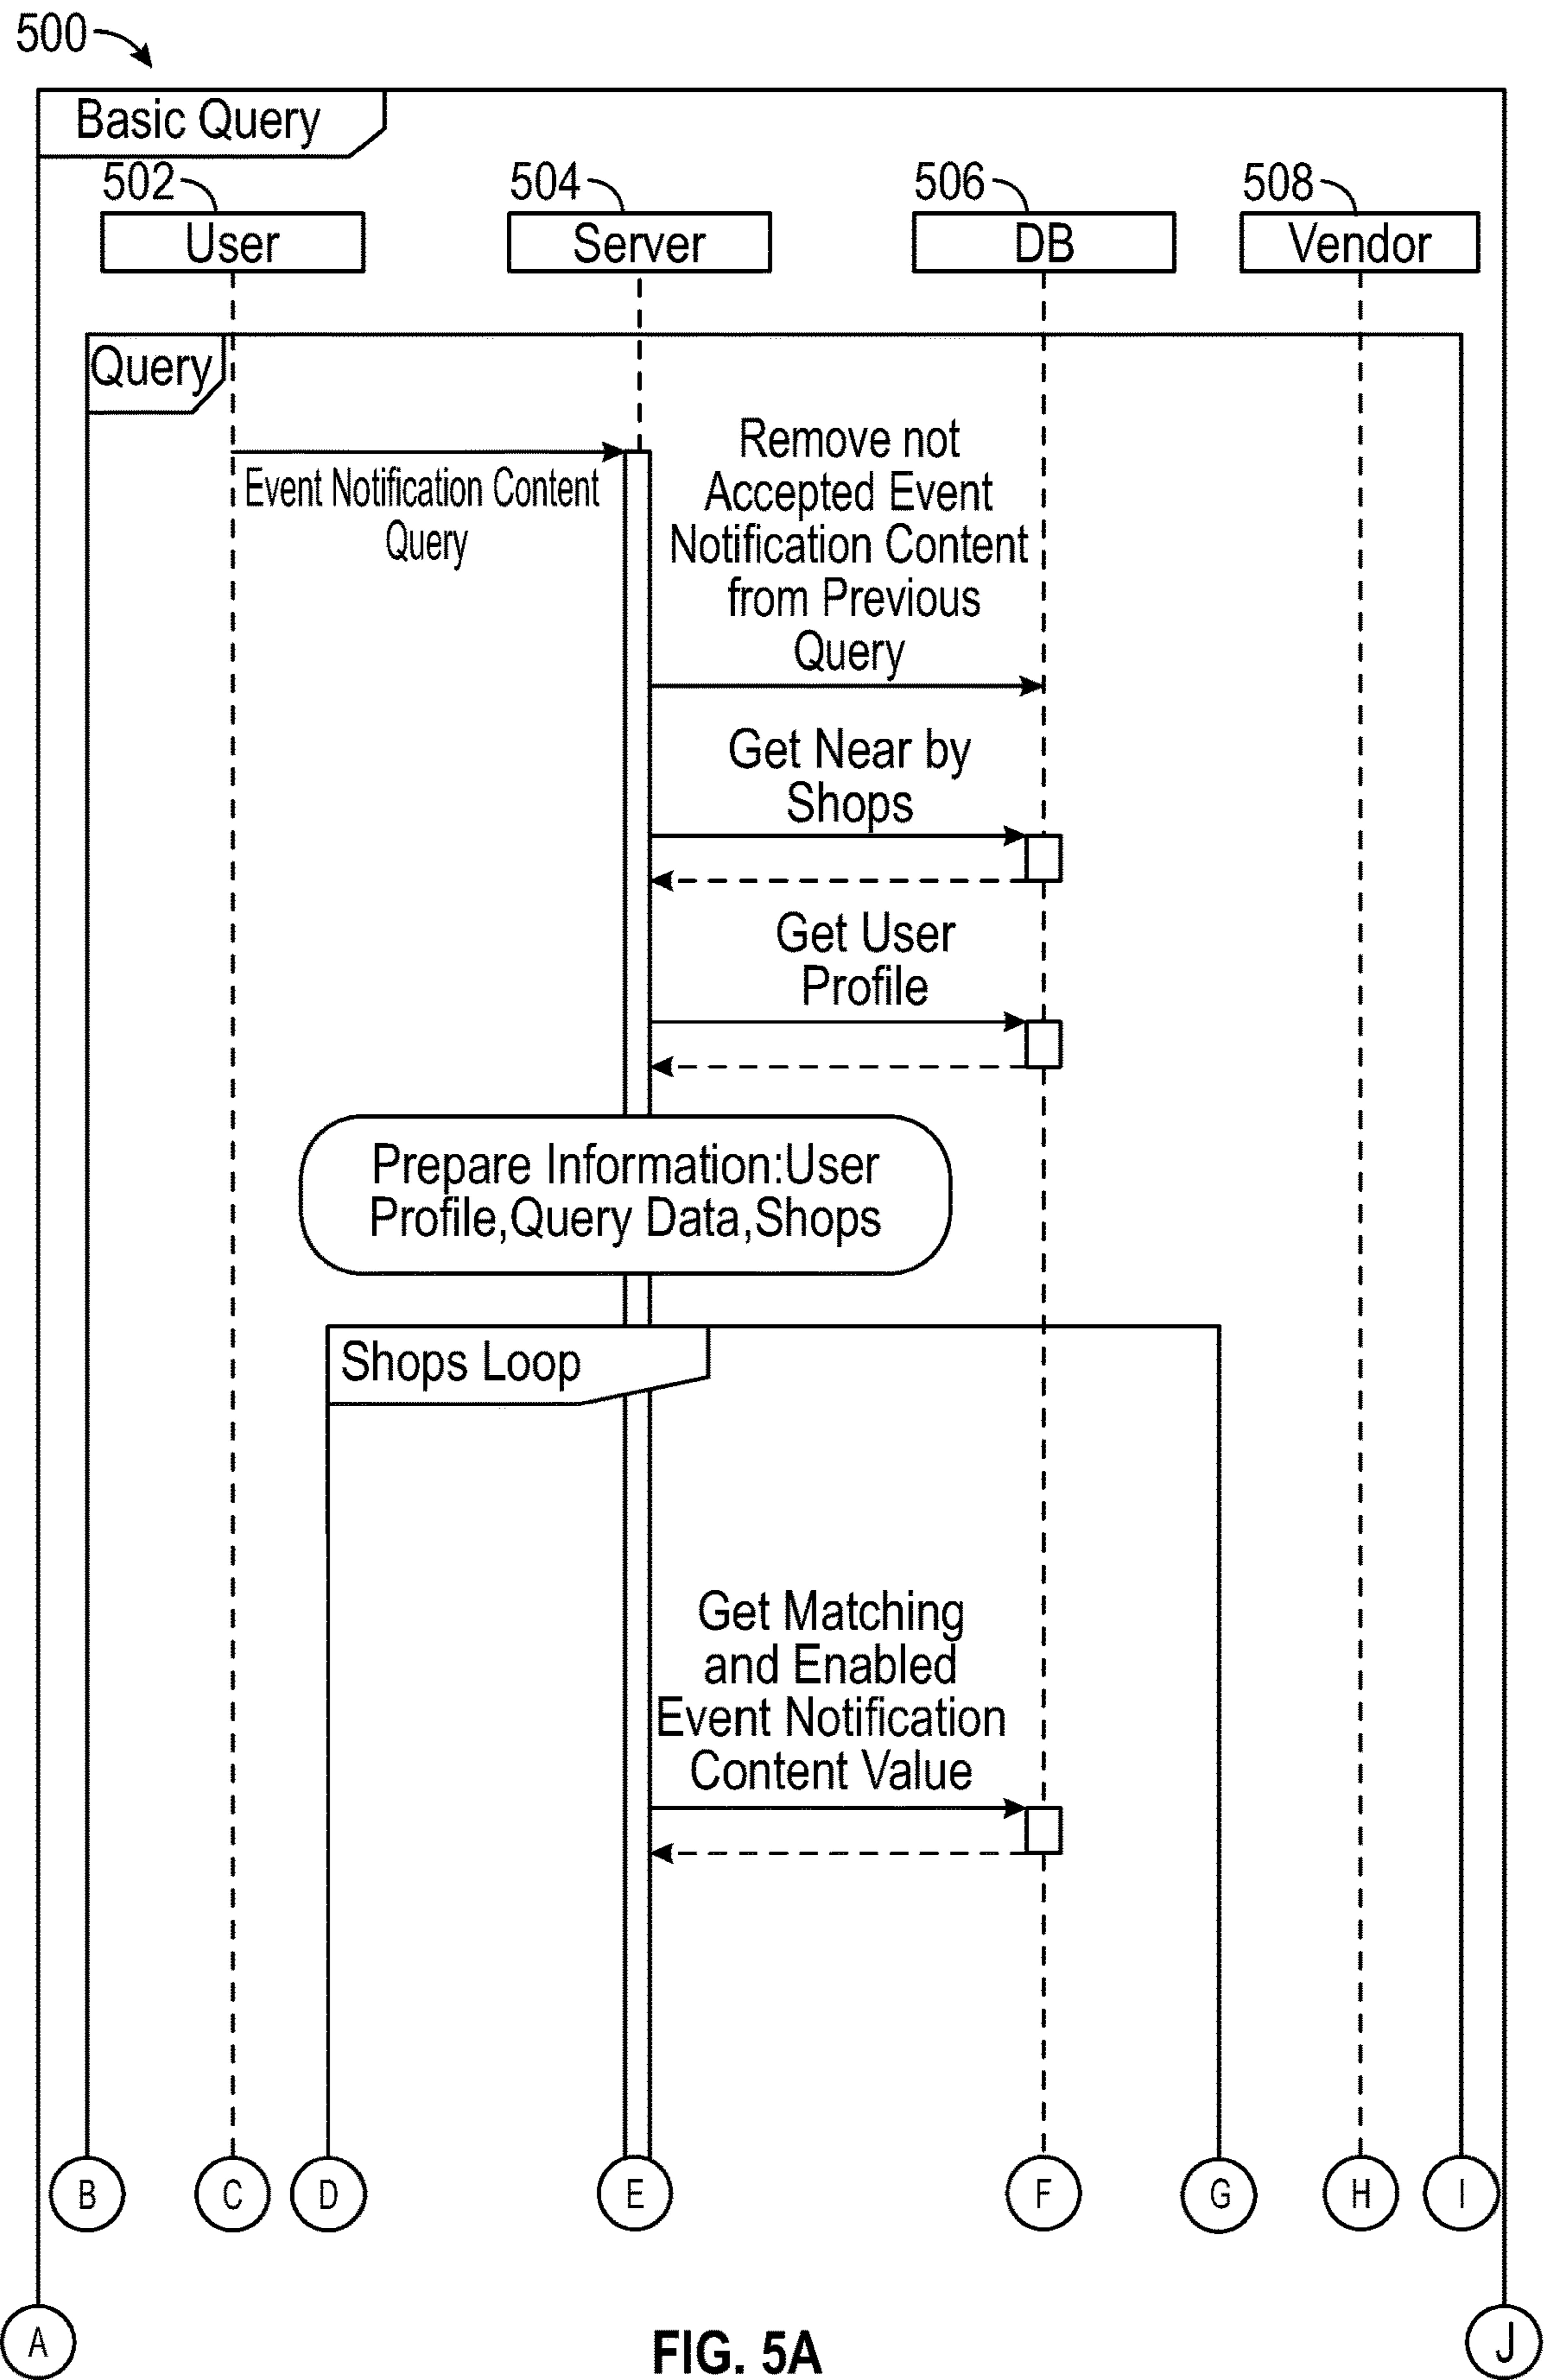 500
Basic Query
502
504
506
508
User
Server
DB
Vendor
Query
Event Notification Content
Query
Remove not
Accepted Event
Notification Content
from Previous
Query
Get Near by
Shops
Get User
Profile
Prepare Information:User
Profile,Query Data,Shops
Shops Loop
Get Matching
and Enabled
Event Notification
Content Value
B
C
D
E
F
G
H
I
A
J
FIG. 5A